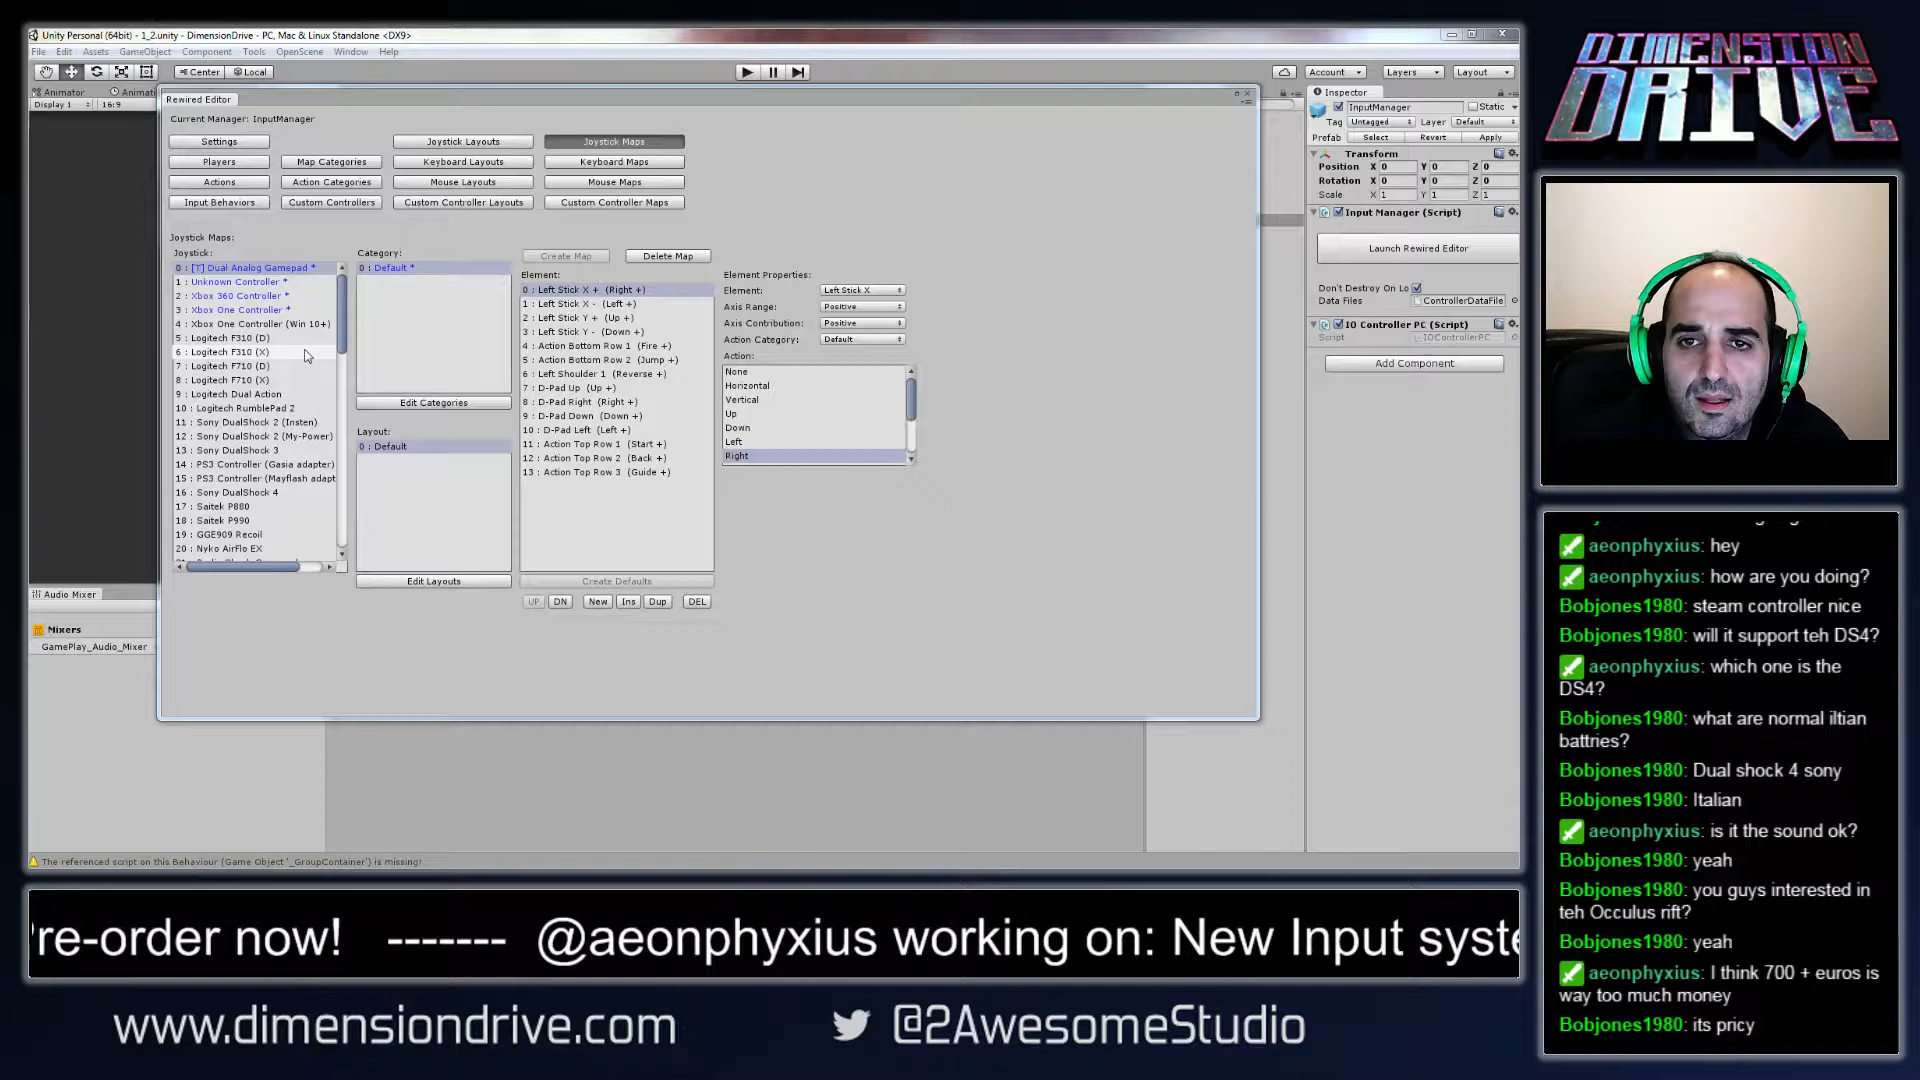 Unity Personal (64bit) - 1_2.unity - DimensionDrive - PC, Mac & Linux Standalone <DX9>
File Edit Assets GameObject Component Tools OpenScene Window Help
Center Local
Account Layers Layout
Animator
Display 1 16:9
Rewired Editor
Current Manager: InputManager
Settings Joystick Layouts Joystick Maps
Players Map Categories Keyboard Layouts Keyboard Maps
Actions Action Categories Mouse Layouts Mouse Maps
Input Behaviors Custom Controllers Custom Controller Layouts Custom Controller Maps
Joystick Maps:
Joystick:
0 : [T] Dual Analog Gamepad *
1 : Unknown Controller *
2 : Xbox 360 Controller *
3 : Xbox One Controller *
4 : Xbox One Controller (Win 10+)
5 : Logitech F310 (D)
6 : Logitech F310 (X)
7 : Logitech F710 (D)
8 : Logitech F710 (X)
9 : Logitech Dual Action
10 : Logitech RumblePad 2
11 : Sony DualShock 2 (Insten)
12 : Sony DualShock 2 (My-Power)
13 : Sony DualShock 3
14 : PS3 Controller (Gasia adapter)
15 : PS3 Controller (Mayflash adapt
16 : Sony DualShock 4
17 : Saitek P880
18 : Saitek P990
19 : GGE909 Recoil
20 : Nyko AirFlo EX
Category:
0 : Default *
Edit Categories
Layout:
0 : Default
Edit Layouts
Create Map Delete Map
Element:
0 : Left Stick X + (Right +)
1 : Left Stick X - (Left +)
2 : Left Stick Y + (Up +)
3 : Left Stick Y - (Down +)
4 : Action Bottom Row 1 (Fire +)
5 : Action Bottom Row 2 (Jump +)
6 : Left Shoulder 1 (Reverse +)
7 : D-Pad Up (Up +)
8 : D-Pad Right (Right +)
9 : D-Pad Down (Down +)
10 : D-Pad Left (Left +)
11 : Action Top Row 1 (Start +)
12 : Action Top Row 2 (Back +)
13 : Action Top Row 3 (Guide +)
Create Defaults
UP DN New Ins Dup DEL
Element Properties:
Element: Left Stick X
Axis Range: Positive
Axis Contribution: Positive
Action Category: Default
Action:
None
Horizontal
Vertical
Up
Down
Left
Right
Inspector
InputManager Static
Tag Untagged Layer Default
Prefab Select Revert Apply
Transform
Position X 0 Y 0 Z 0
Rotation X 0 Y 0 Z 0
Scale X 1 Y 1 Z 1
Input Manager (Script)
Launch Rewired Editor
Don't Destroy On Lo
Data Files ControllerDataFile
IO Controller PC (Script)
Script IOControllerPC
Add Component
Audio Mixer
Mixers
GamePlay_Audio_Mixer
The referenced script on this Behaviour (Game Object '_GroupContainer') is missing!
DIMENSION
DRIVE
aeonphyxius: hey
aeonphyxius: how are you doing?
Bobjones1980: steam controller nice
Bobjones1980: will it support teh DS4?
aeonphyxius: which one is the
DS4?
Bobjones1980: what are normal iltian
battries?
Bobjones1980: Dual shock 4 sony
Bobjones1980: Italian
aeonphyxius: is it the sound ok?
Bobjones1980: yeah
Bobjones1980: you guys interested in
teh Occulus rift?
Bobjones1980: yeah
aeonphyxius: I think 700 + euros is
way too much money
Bobjones1980: its pricy
're-order now! ------- @aeonphyxius working on: New Input syste
www.dimensiondrive.com @2AwesomeStudio